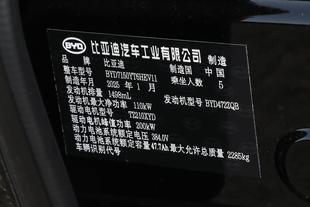 BYD 比亚迪汽车工业有限公司 制造
品牌 比亚迪 制造国 中国
整车型号 BYD7150YT6HEV11 乘坐人数 5
制造年月 2025年1月
发动机排量 1498mL 发动机型号 BYD472ZQB
发动机最大净功率 110kW
驱动电机型号 TZ210XYD
驱动电机峰值功率 200kW
动力电池系统额定电压 384.0V
动力电池系统额定容量 47.7Ah 最大允许总质量 2285kg
车辆识别代号